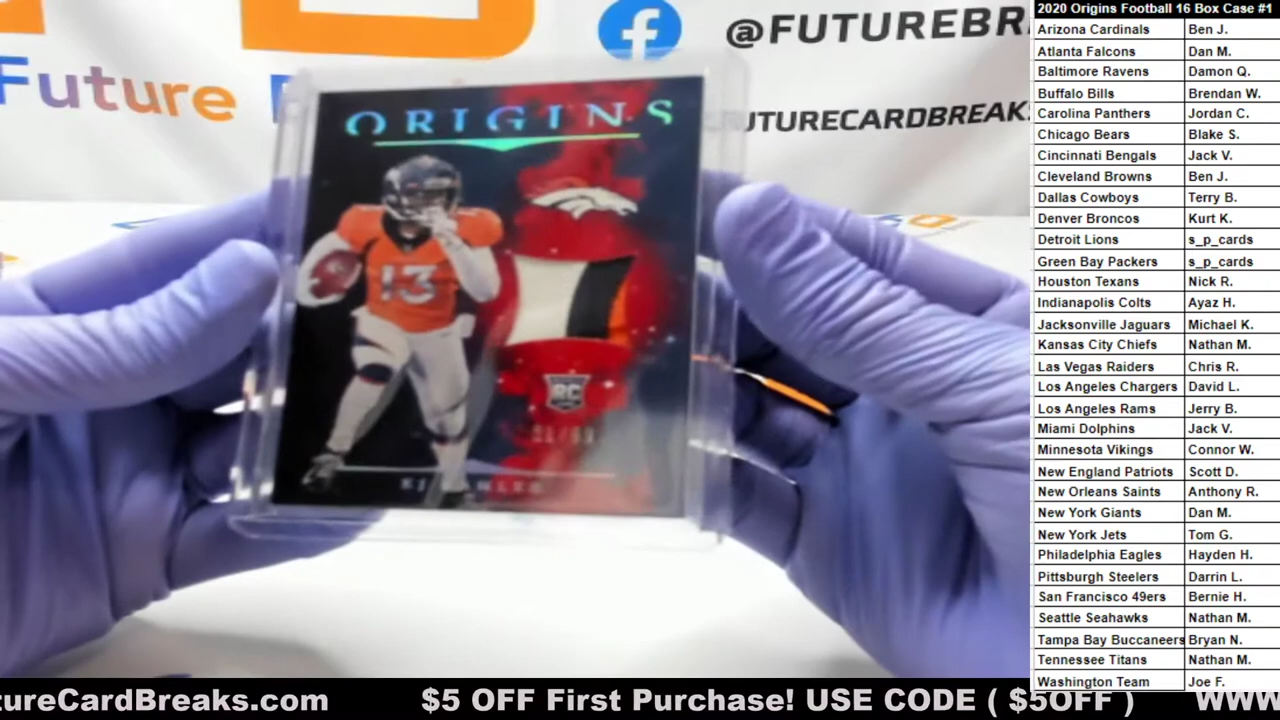 Future
@FUTUREBR
UTURECARDBREAK
ORIGINS
13
RC
2020 Origins Football 16 Box Case #1
Arizona Cardinals Ben J.
Atlanta Falcons Dan M.
Baltimore Ravens Damon Q.
Buffalo Bills Brendan W.
Carolina Panthers Jordan C.
Chicago Bears Blake S.
Cincinnati Bengals Jack V.
Cleveland Browns Ben J.
Dallas Cowboys Terry B.
Denver Broncos Kurt K.
Detroit Lions s_p_cards
Green Bay Packers s_p_cards
Houston Texans Nick R.
Indianapolis Colts Ayaz H.
Jacksonville Jaguars Michael K.
Kansas City Chiefs Nathan M.
Las Vegas Raiders Chris R.
Los Angeles Chargers David L.
Los Angeles Rams Jerry B.
Miami Dolphins Jack V.
Minnesota Vikings Connor W.
New England Patriots Scott D.
New Orleans Saints Anthony R.
New York Giants Dan M.
New York Jets Tom G.
Philadelphia Eagles Hayden H.
Pittsburgh Steelers Darrin L.
San Francisco 49ers Bernie H.
Seattle Seahawks Nathan M.
Tampa Bay Buccaneers Bryan N.
Tennessee Titans Nathan M.
Washington Team Joe F.
tureCardBreaks.com $5 OFF First Purchase! USE CODE ( $5OFF ) WWW